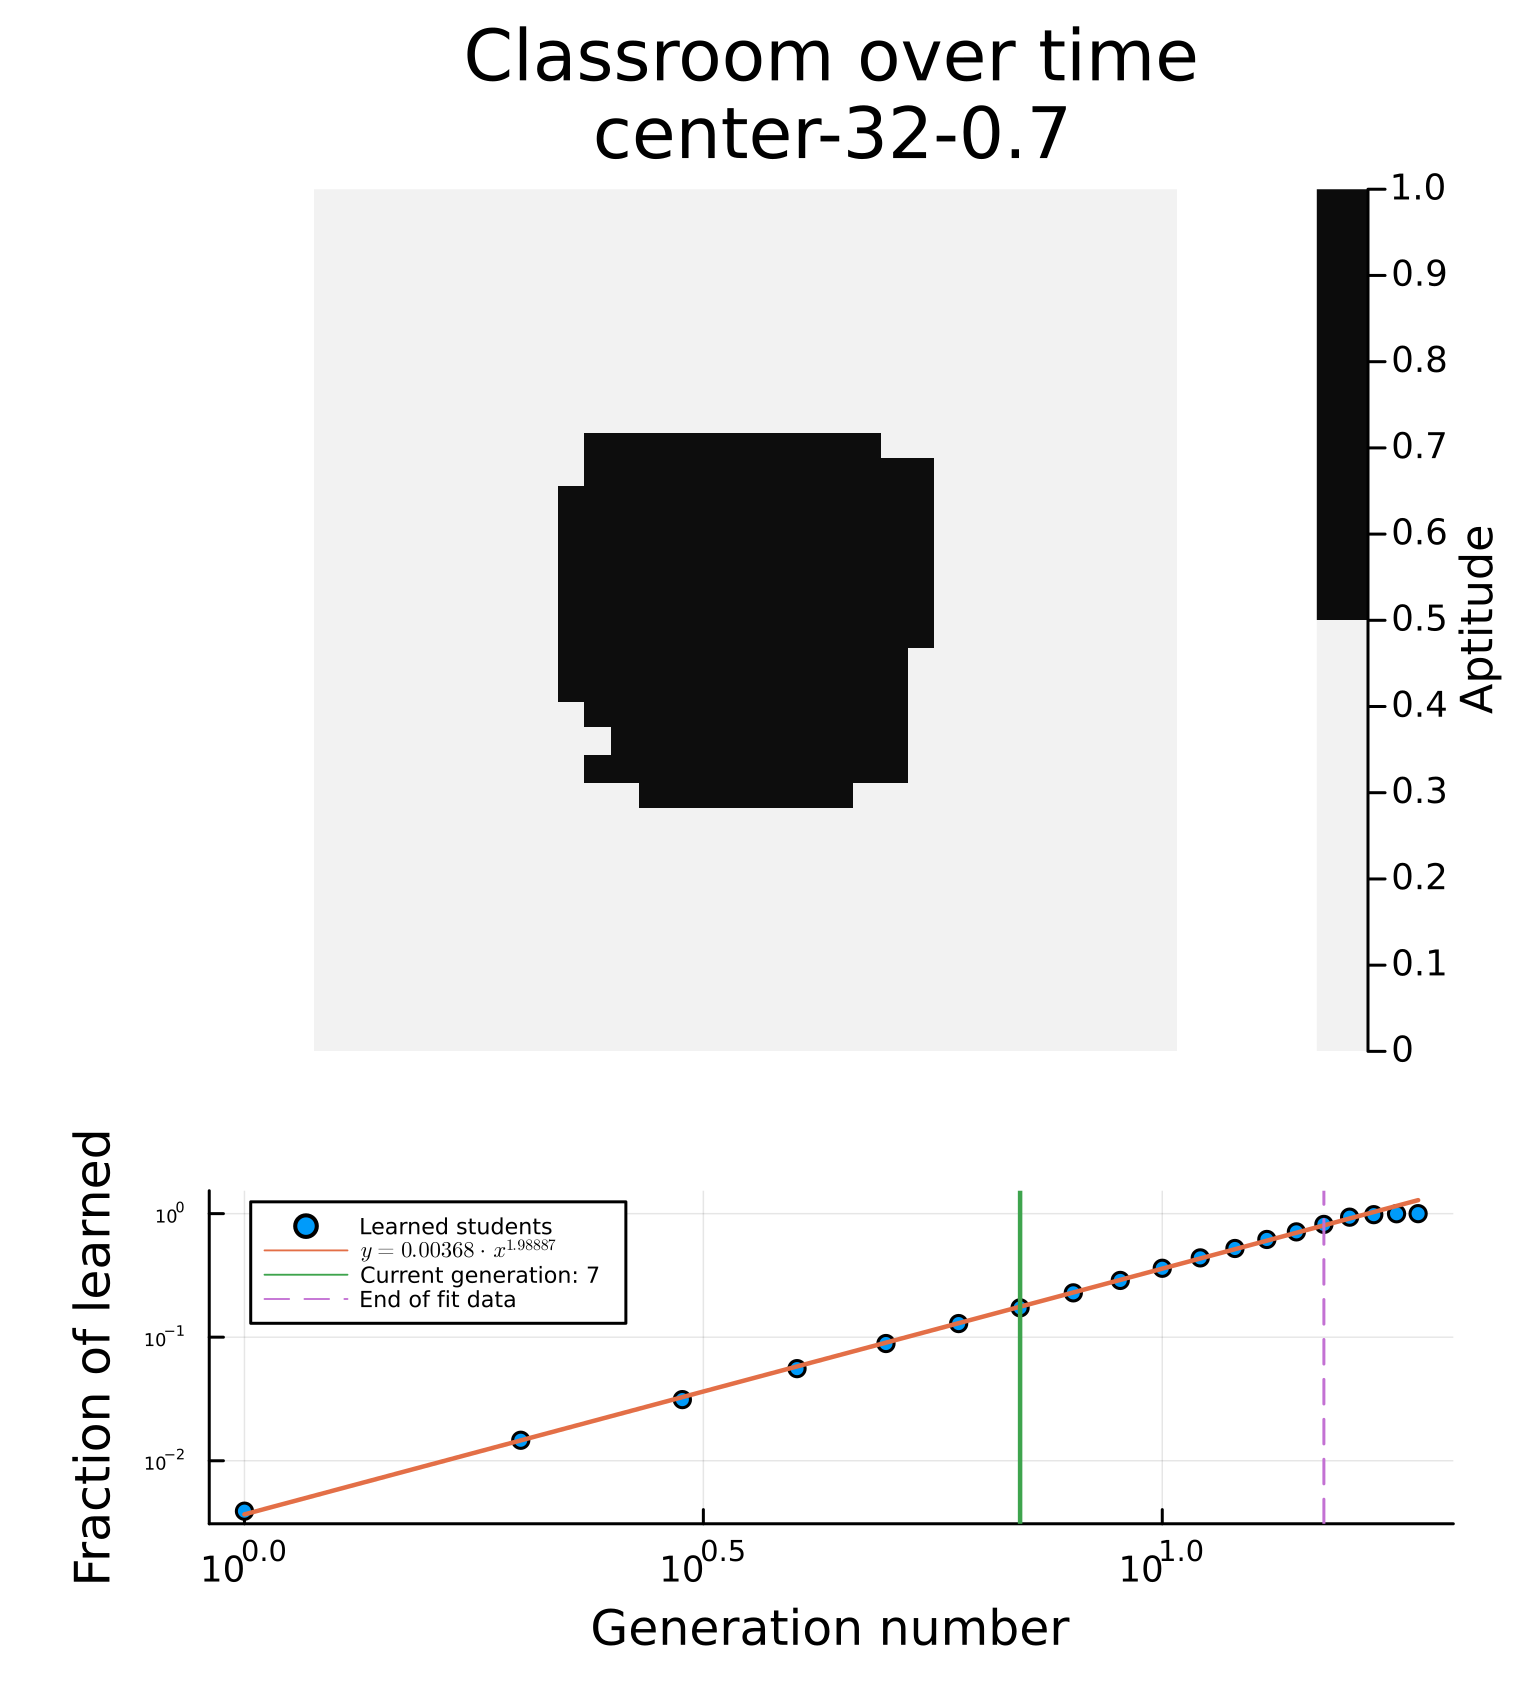 Classroom over time
center-32-0.7
1.0
0.9
0.8
0.7
0.6
0.5
0.4
0.3
0.2
0.1
0
Aptitude
Fraction of learned
10^0
10^−1
10^−2
Learned students
y = 0.00368 · x^1.98887
Current generation: 7
End of fit data
10^0.0
10^0.5
10^1.0
Generation number